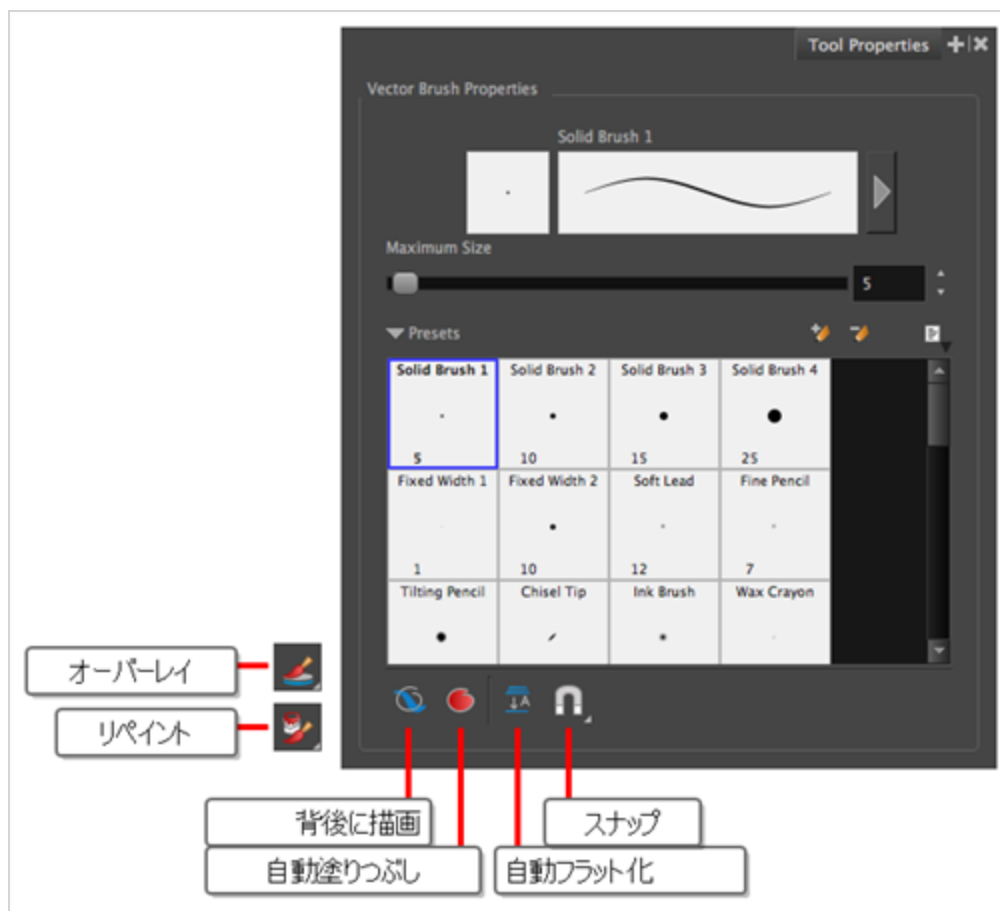 Tool Properties
Vector Brush Properties
Solid Brush 1
Maximum Size
5
Presets
Solid Brush 1 Solid Brush 2 Solid Brush 3 Solid Brush 4
5 10 15 25
Fixed Width 1 Fixed Width 2 Soft Lead Fine Pencil
1 10 12 7
Tilting Pencil Chisel Tip Ink Brush Wax Crayon
オーバーレイ
A
リペイント
背後に描画 スナップ
自動塗りつぶし 自動フラット化